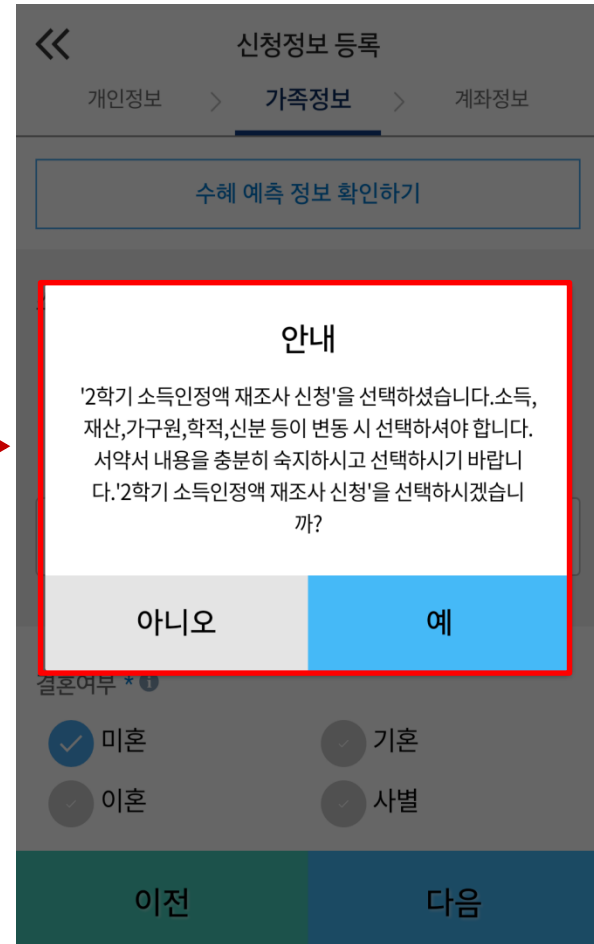 신청정보 등록
개인정보 > 가족정보 > 계좌정보
수혜 예측 정보 확인하기
안내
'2학기 소득인정액 재조사 신청'을 선택하셨습니다.소득,
재산,가구원,학적,신분 등이 변동 시 선택하셔야 합니다.
서약서 내용을 충분히 숙지하시고 선택하시기 바랍니
다.'2학기 소득인정액 재조사 신청'을 선택하시겠습니
까?
아니오 예
결혼여부 *
미혼 기혼
이혼 사별
이전 다음